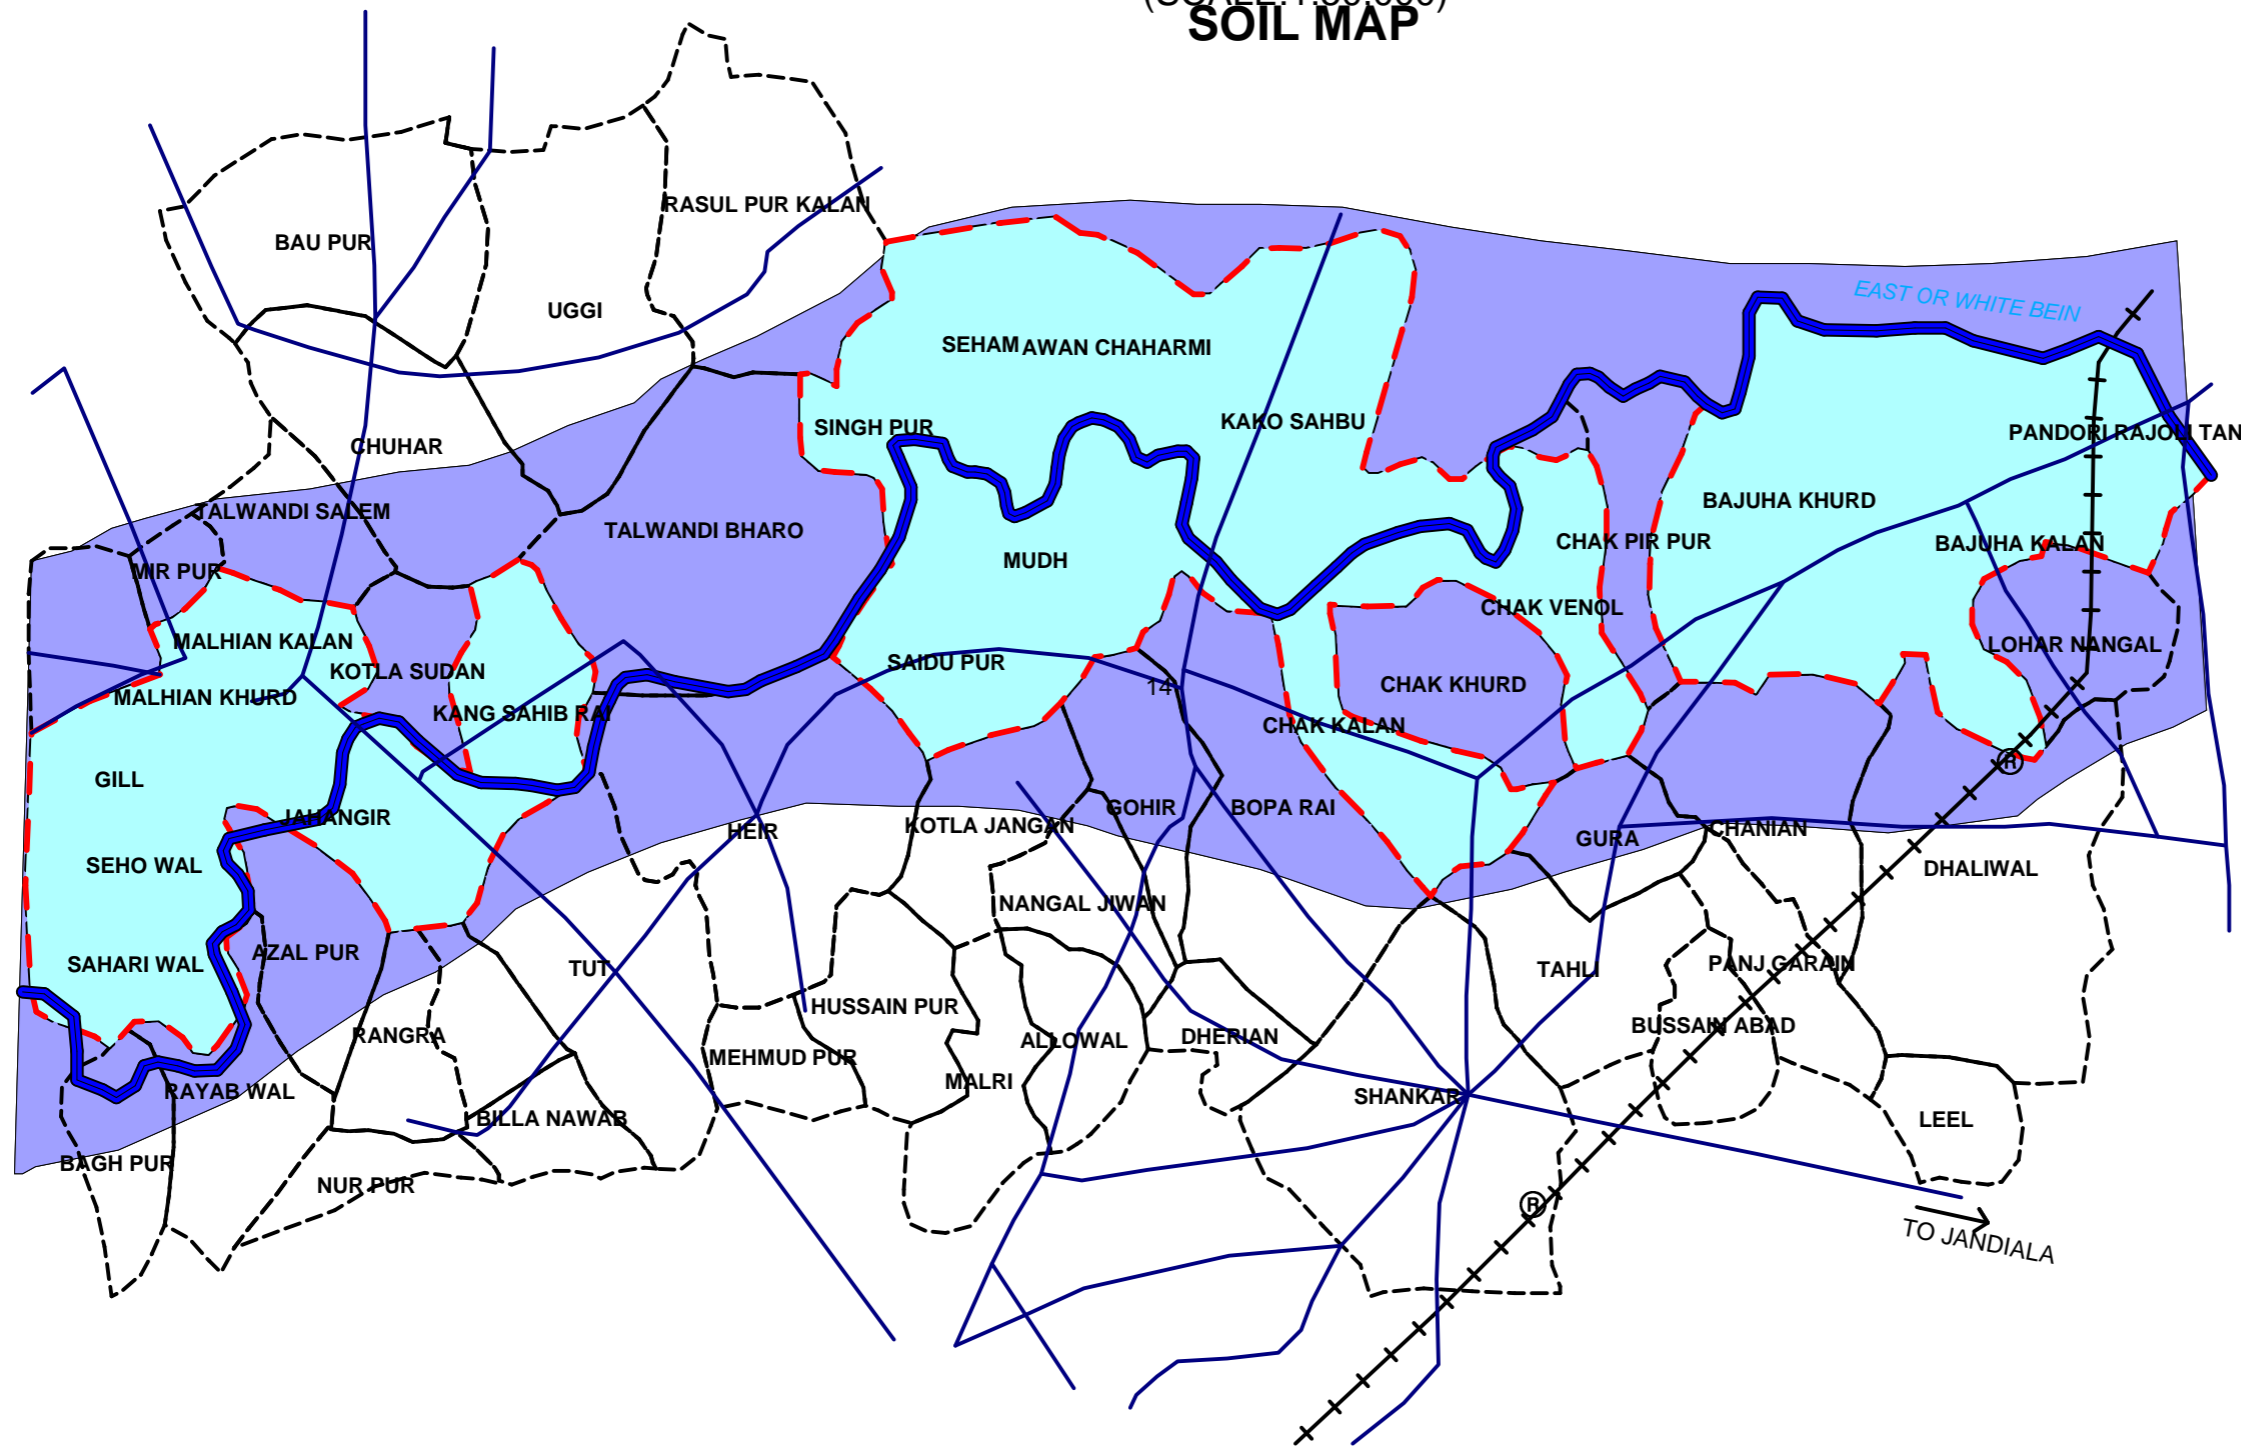 (SCALE:1:50,000)
SOIL MAP
RASUL PUR KALAN
BAU PUR
EAST OR WHITE BEIN
UGGI
SEHAM
AWAN CHAHARMI
KAKO SAHBU
SINGH PUR
PANDORI RAJOLI TAN
CHUHAR
BAJUHA KHURD
TALWANDI SALEM
TALWANDI BHARO
CHAK PIR PUR
BAJUHA KALAN
MUDH
MIR PUR
CHAK VENOL
MALHIAN KALAN
LOHAR NANGAL
SAIDU PUR
KOTLA SUDAN
CHAK KHURD
14
MALHIAN KHURD
KANG SAHIB RAI
CHAK KALAN
R
GILL
GOHIR
BOPA RAI
JAHANGIR
KOTLA JANGAN
HEIR
CHANIAN
GURA
SEHO WAL
DHALIWAL
NANGAL JIWAN
AZAL PUR
SAHARI WAL
TUT
TAHLI
PANJ GARAIN
HUSSAIN PUR
BUSSAIN ABAD
RANGRA
ALLOWAL
DHERIAN
MEHMUD PUR
MALRI
RAYAB WAL
SHANKAR
BILLA NAWAB
LEEL
BAGH PUR
NUR PUR
R
TO JANDIALA